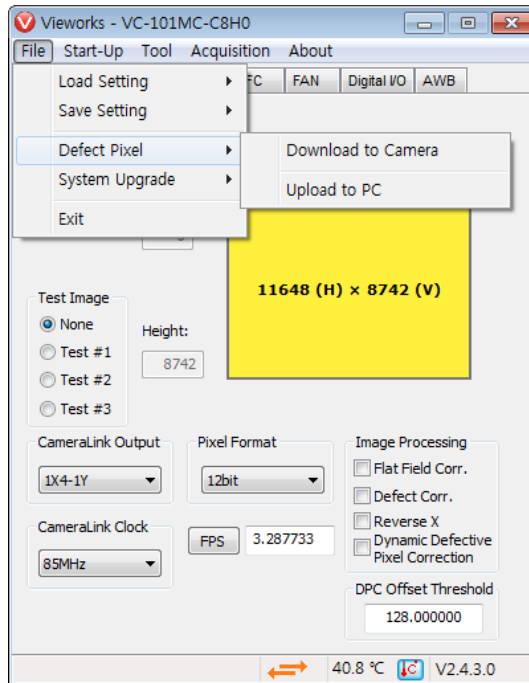 Vieworks - VC-101MC-C8H0
File Start-Up Tool Acquisition About
Load Setting
FC FAN Digital I/O AWB
Save Setting
Defect Pixel
Download to Camera
System Upgrade
Upload to PC
Exit
11648 (H) × 8742 (V)
Test Image
None
Height:
Test #1
8742
Test #2
Test #3
CameraLink Output
Pixel Format
Image Processing
1X4-1Y
12bit
Flat Field Corr.
Defect Corr.
Reverse X
CameraLink Clock
FPS 3.287733
Dynamic Defective
Pixel Correction
85MHz
DPC Offset Threshold
128.000000
40.8 ℃ V2.4.3.0